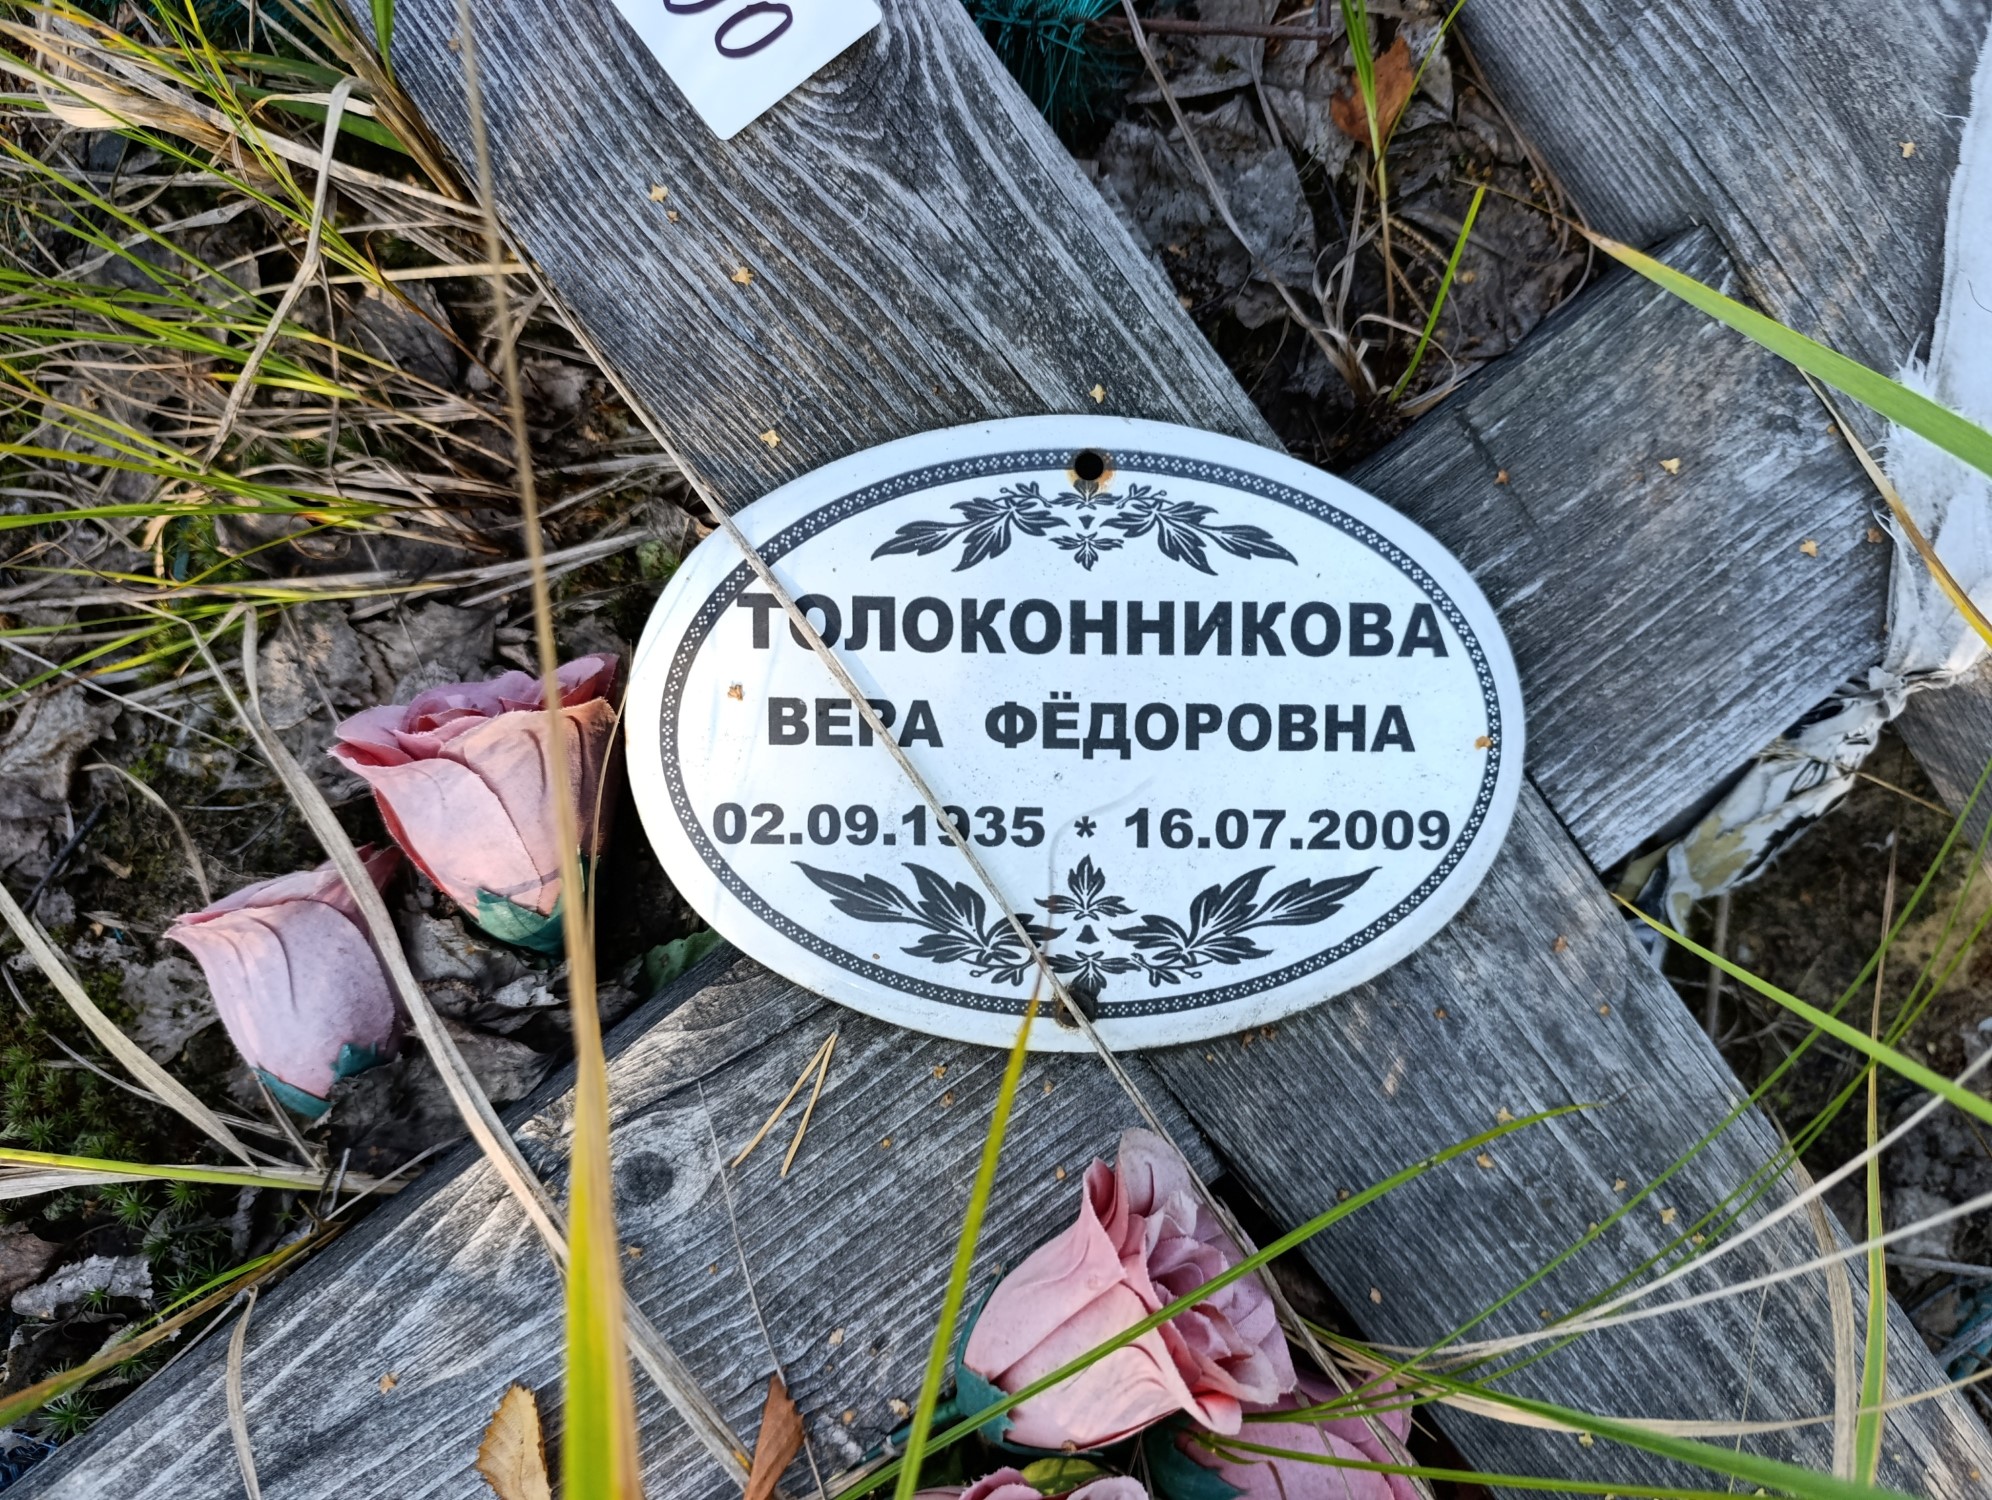 ТОЛОКОННИКОВА
ВЕРА ФЁДОРОВНА
02.09.1935 * 16.07.2009